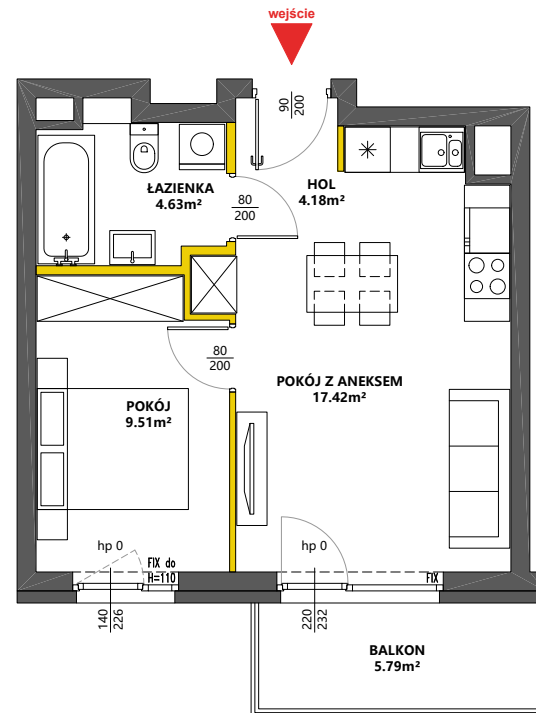 wejście
90
200
ŁAZIENKA
4.63m²
80
200
HOL
4.18m²
80
200
POKÓJ Z ANEKSEM
17.42m²
POKÓJ
9.51m²
hp 0
FIX do
H=110
hp 0
FIX
140
226
220
232
BALKON
5.79m²